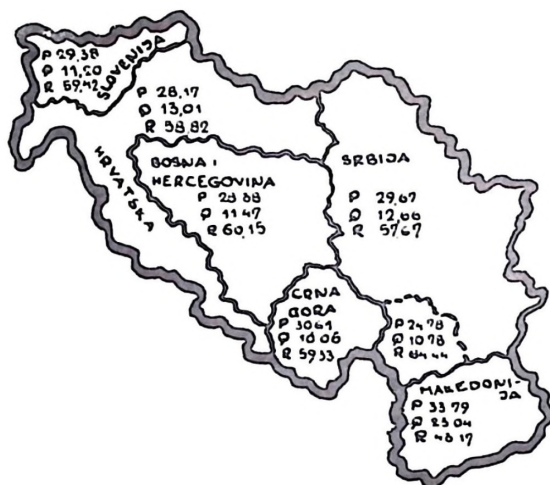 SLOVENIJA
P 29,38
Q 11,20
R 59,42
P 28,17
Q 13,01
R 58,82
HRVATSKA
BOSNA I
HERCEGOVINA
P 28 38
Q 11 47
R 60,15
SRBIJA
P 29,67
Q 12,66
R 57,67
CRNA
GORA
P 30 61
Q 10 06
R 59 33
P 24 78
Q 10 78
R 64 44
MAKEDONI-
JA
P 33 79
Q 23 04
R 43 17